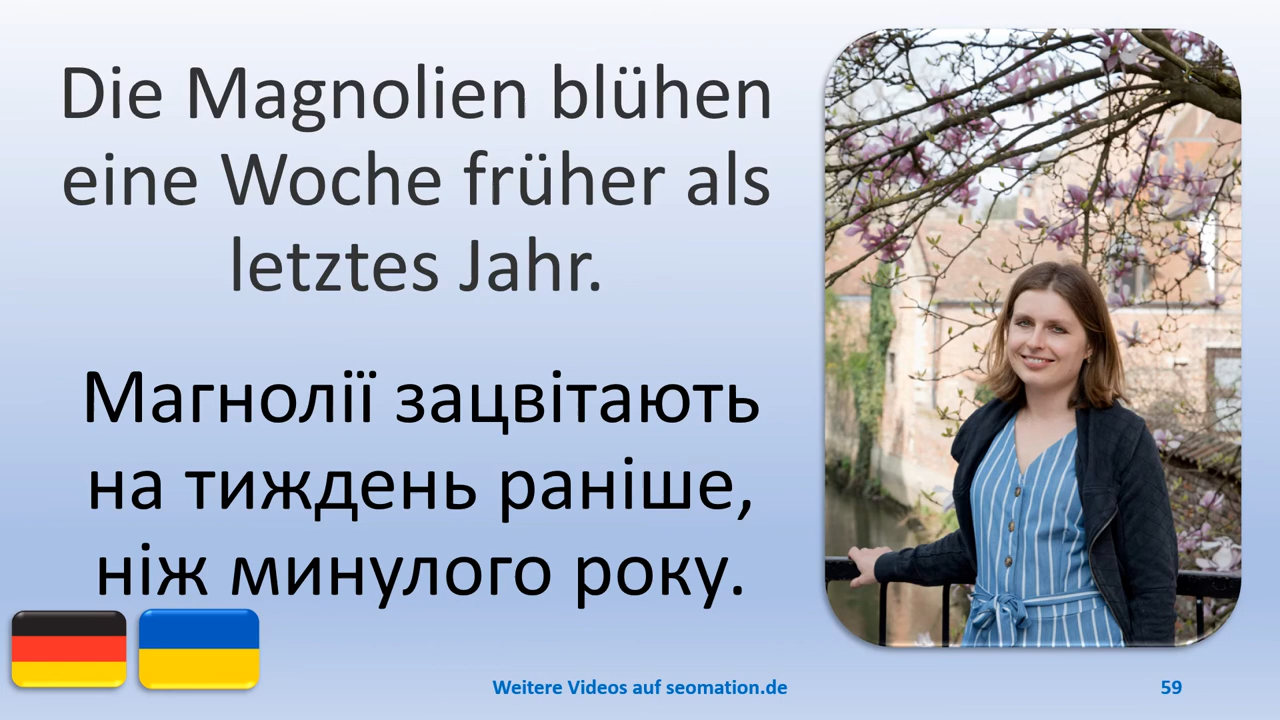 Die Magnolien blühen
eine Woche früher als
letztes Jahr.
Магнолії зацвітають
на тиждень раніше,
ніж минулого року.
Weitere Videos auf seomation.de
59